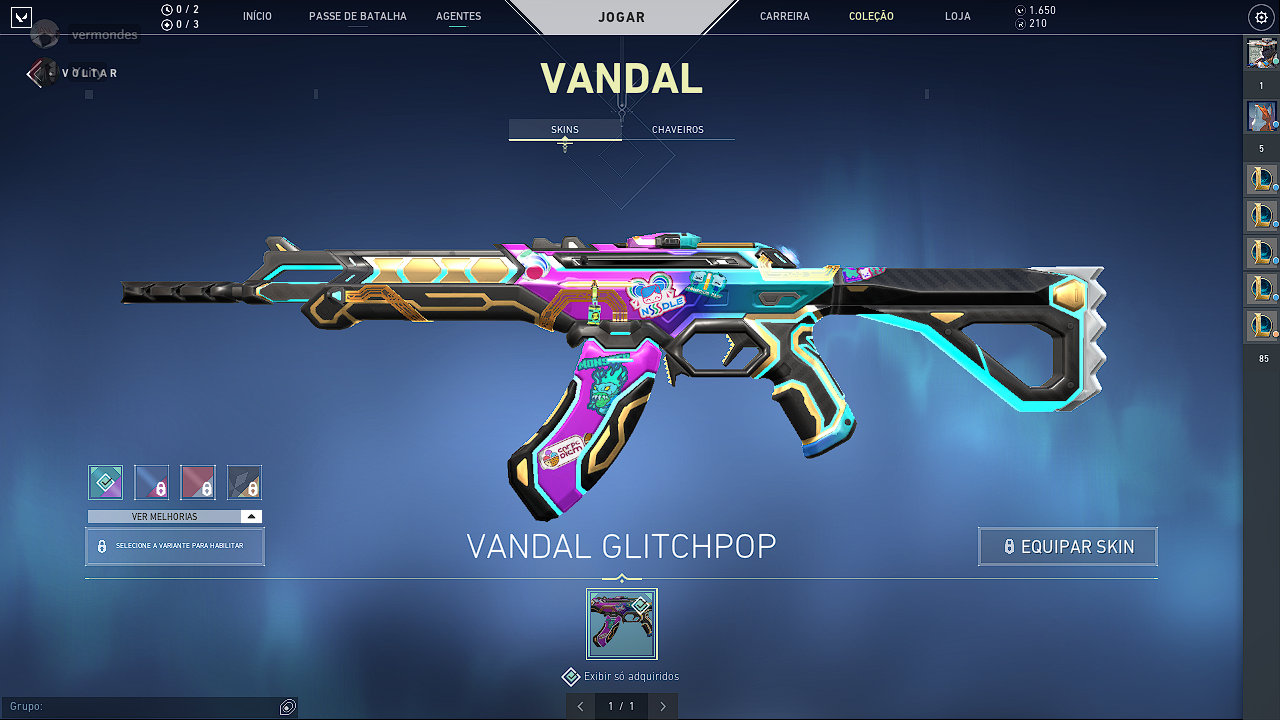 0 / 2
0 / 3
INÍCIO
PASSE DE BATALHA
AGENTES
JOGAR
CARREIRA
COLEÇÃO
LOJA
1.650
210
vermondes
VOLTAR
VANDAL
SKINS
CHAVEIROS
1
5
85
NSSDLE
MONSTER
VER MELHORIAS
SELECIONE A VARIANTE PARA HABILITAR
VANDAL GLITCHPOP
EQUIPAR SKIN
Exibir só adquiridos
Grupo:
1 / 1